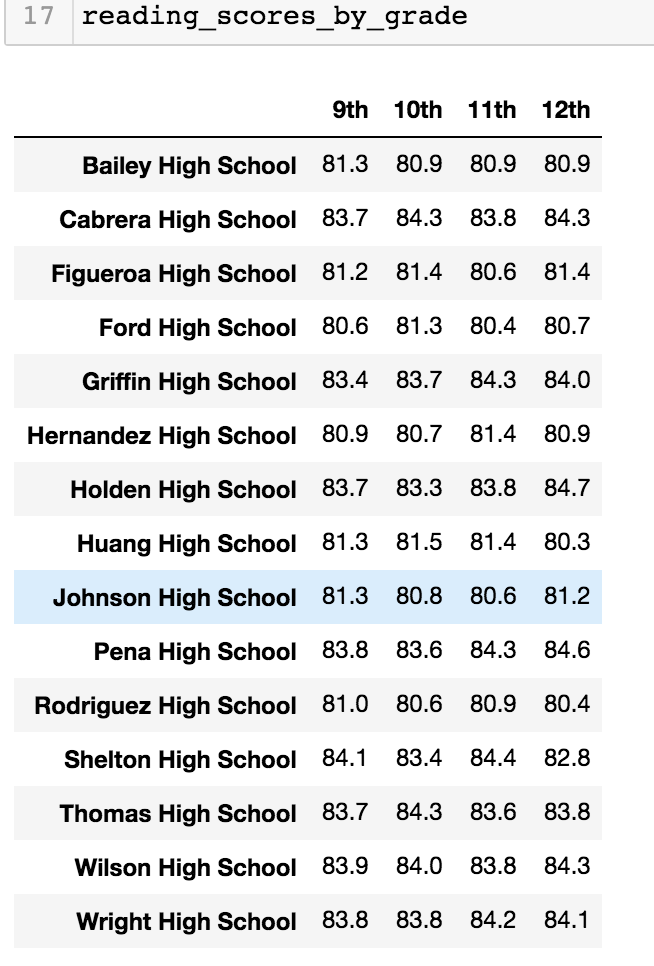 17 reading_scores_by_grade
9th 10th 11th 12th
Bailey High School 81.3 80.9 80.9 80.9
Cabrera High School 83.7 84.3 83.8 84.3
Figueroa High School 81.2 81.4 80.6 81.4
Ford High School 80.6 81.3 80.4 80.7
Griffin High School 83.4 83.7 84.3 84.0
Hernandez High School 80.9 80.7 81.4 80.9
Holden High School 83.7 83.3 83.8 84.7
Huang High School 81.3 81.5 81.4 80.3
Johnson High School 81.3 80.8 80.6 81.2
Pena High School 83.8 83.6 84.3 84.6
Rodriguez High School 81.0 80.6 80.9 80.4
Shelton High School 84.1 83.4 84.4 82.8
Thomas High School 83.7 84.3 83.6 83.8
Wilson High School 83.9 84.0 83.8 84.3
Wright High School 83.8 83.8 84.2 84.1